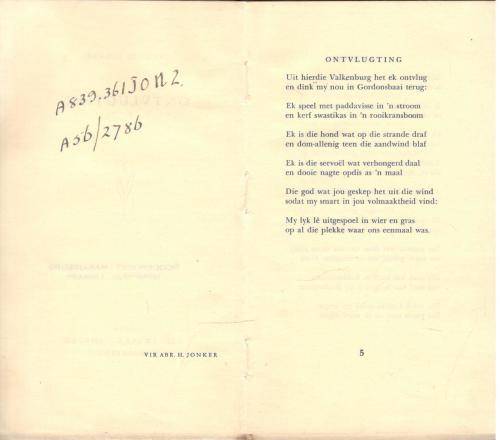 A839.361JON2
A56/2786
VIR ABR. H. JONKER
ONTVLUGTING
Uit hierdie Valkenburg het ek ontvlug
en dink my nou in Gordonsbaai terug:
Ek speel met paddavisse in 'n stroom
en kerf swastikas in 'n rooikransboom
Ek is die hond wat op die strande draf
en dom-allenig teen die aandwind blaf
Ek is die seevoël wat verhongerd daal
en dooie nagte opdis as 'n maal
Die god wat jou geskep het uit die wind
sodat my smart in jou volmaaktheid vind:
My lyk lê uitgespoel in wier en gras
op al die plekke waar ons eenmaal was.
5